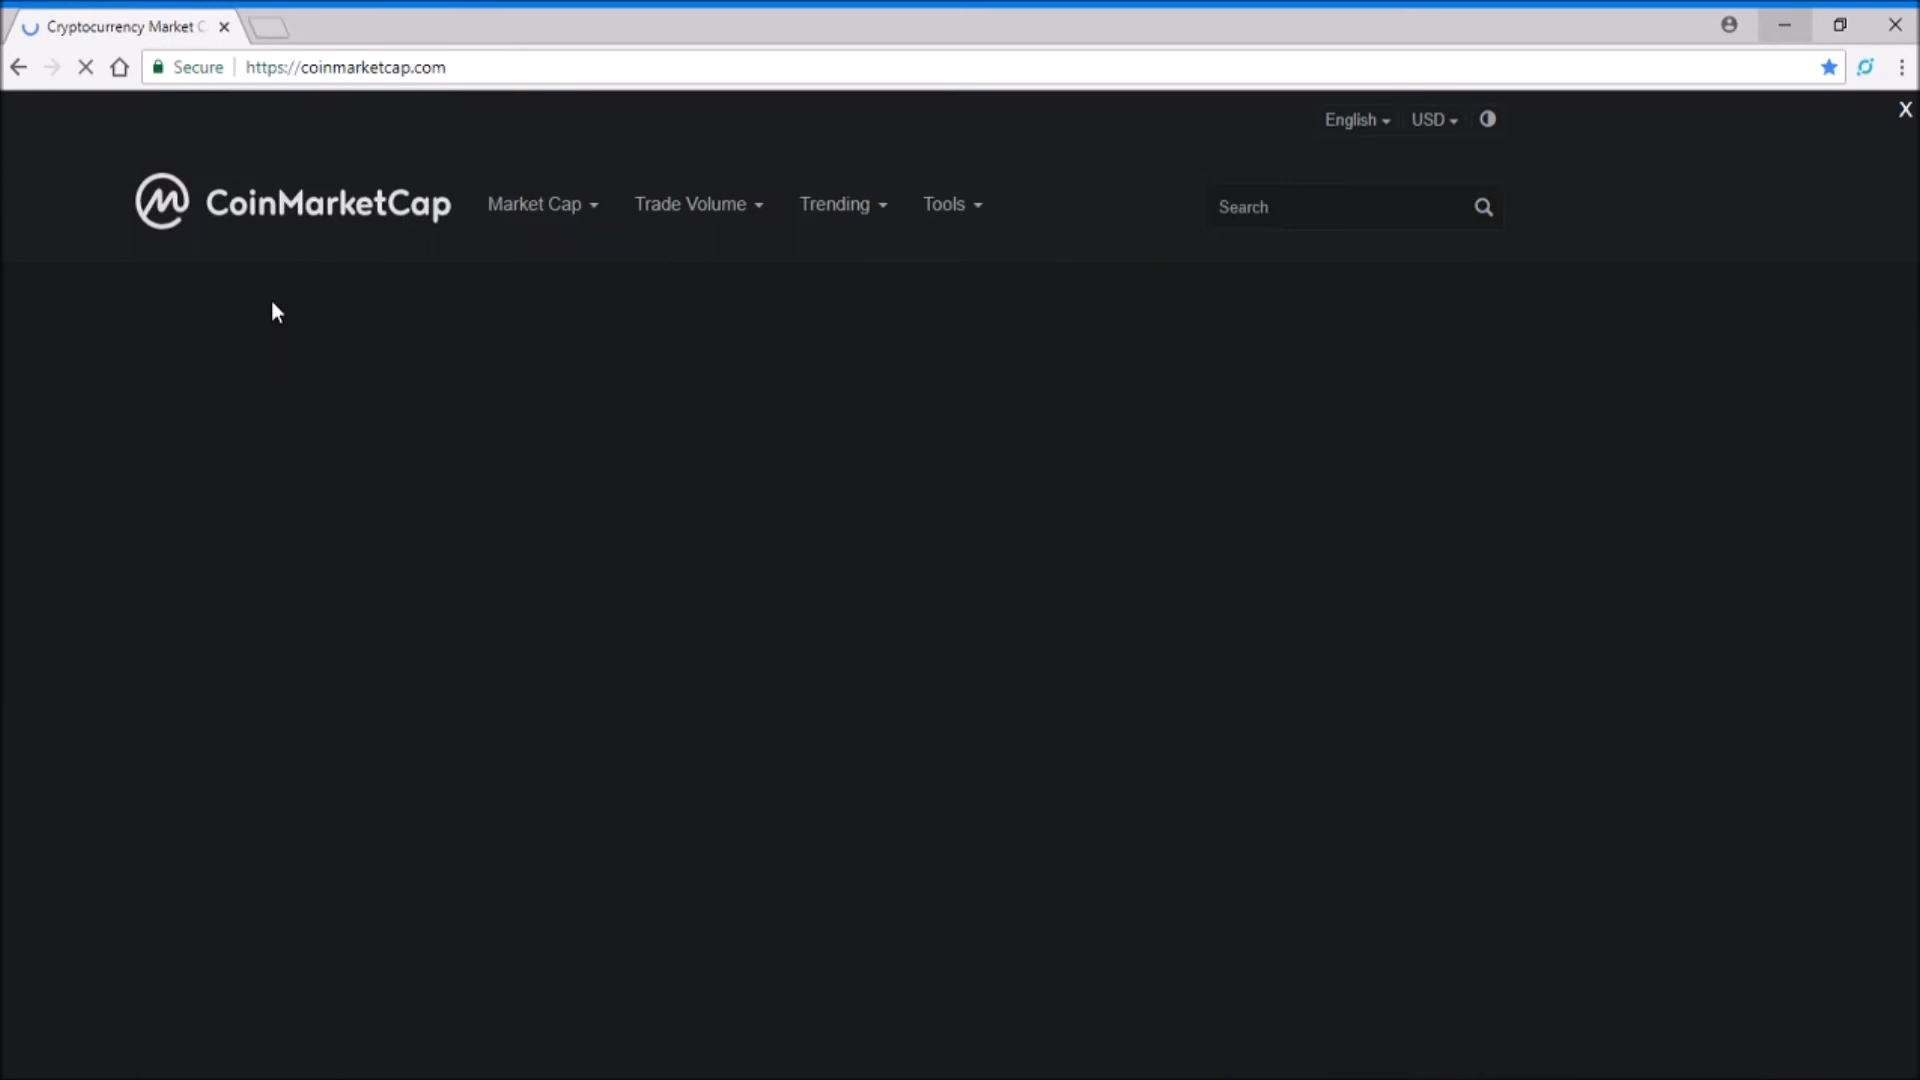 Cryptocurrency Market C
Secure
https://coinmarketcap.com
X
English
USD
CoinMarketCap
Market Cap
Trade Volume
Trending
Tools
Search